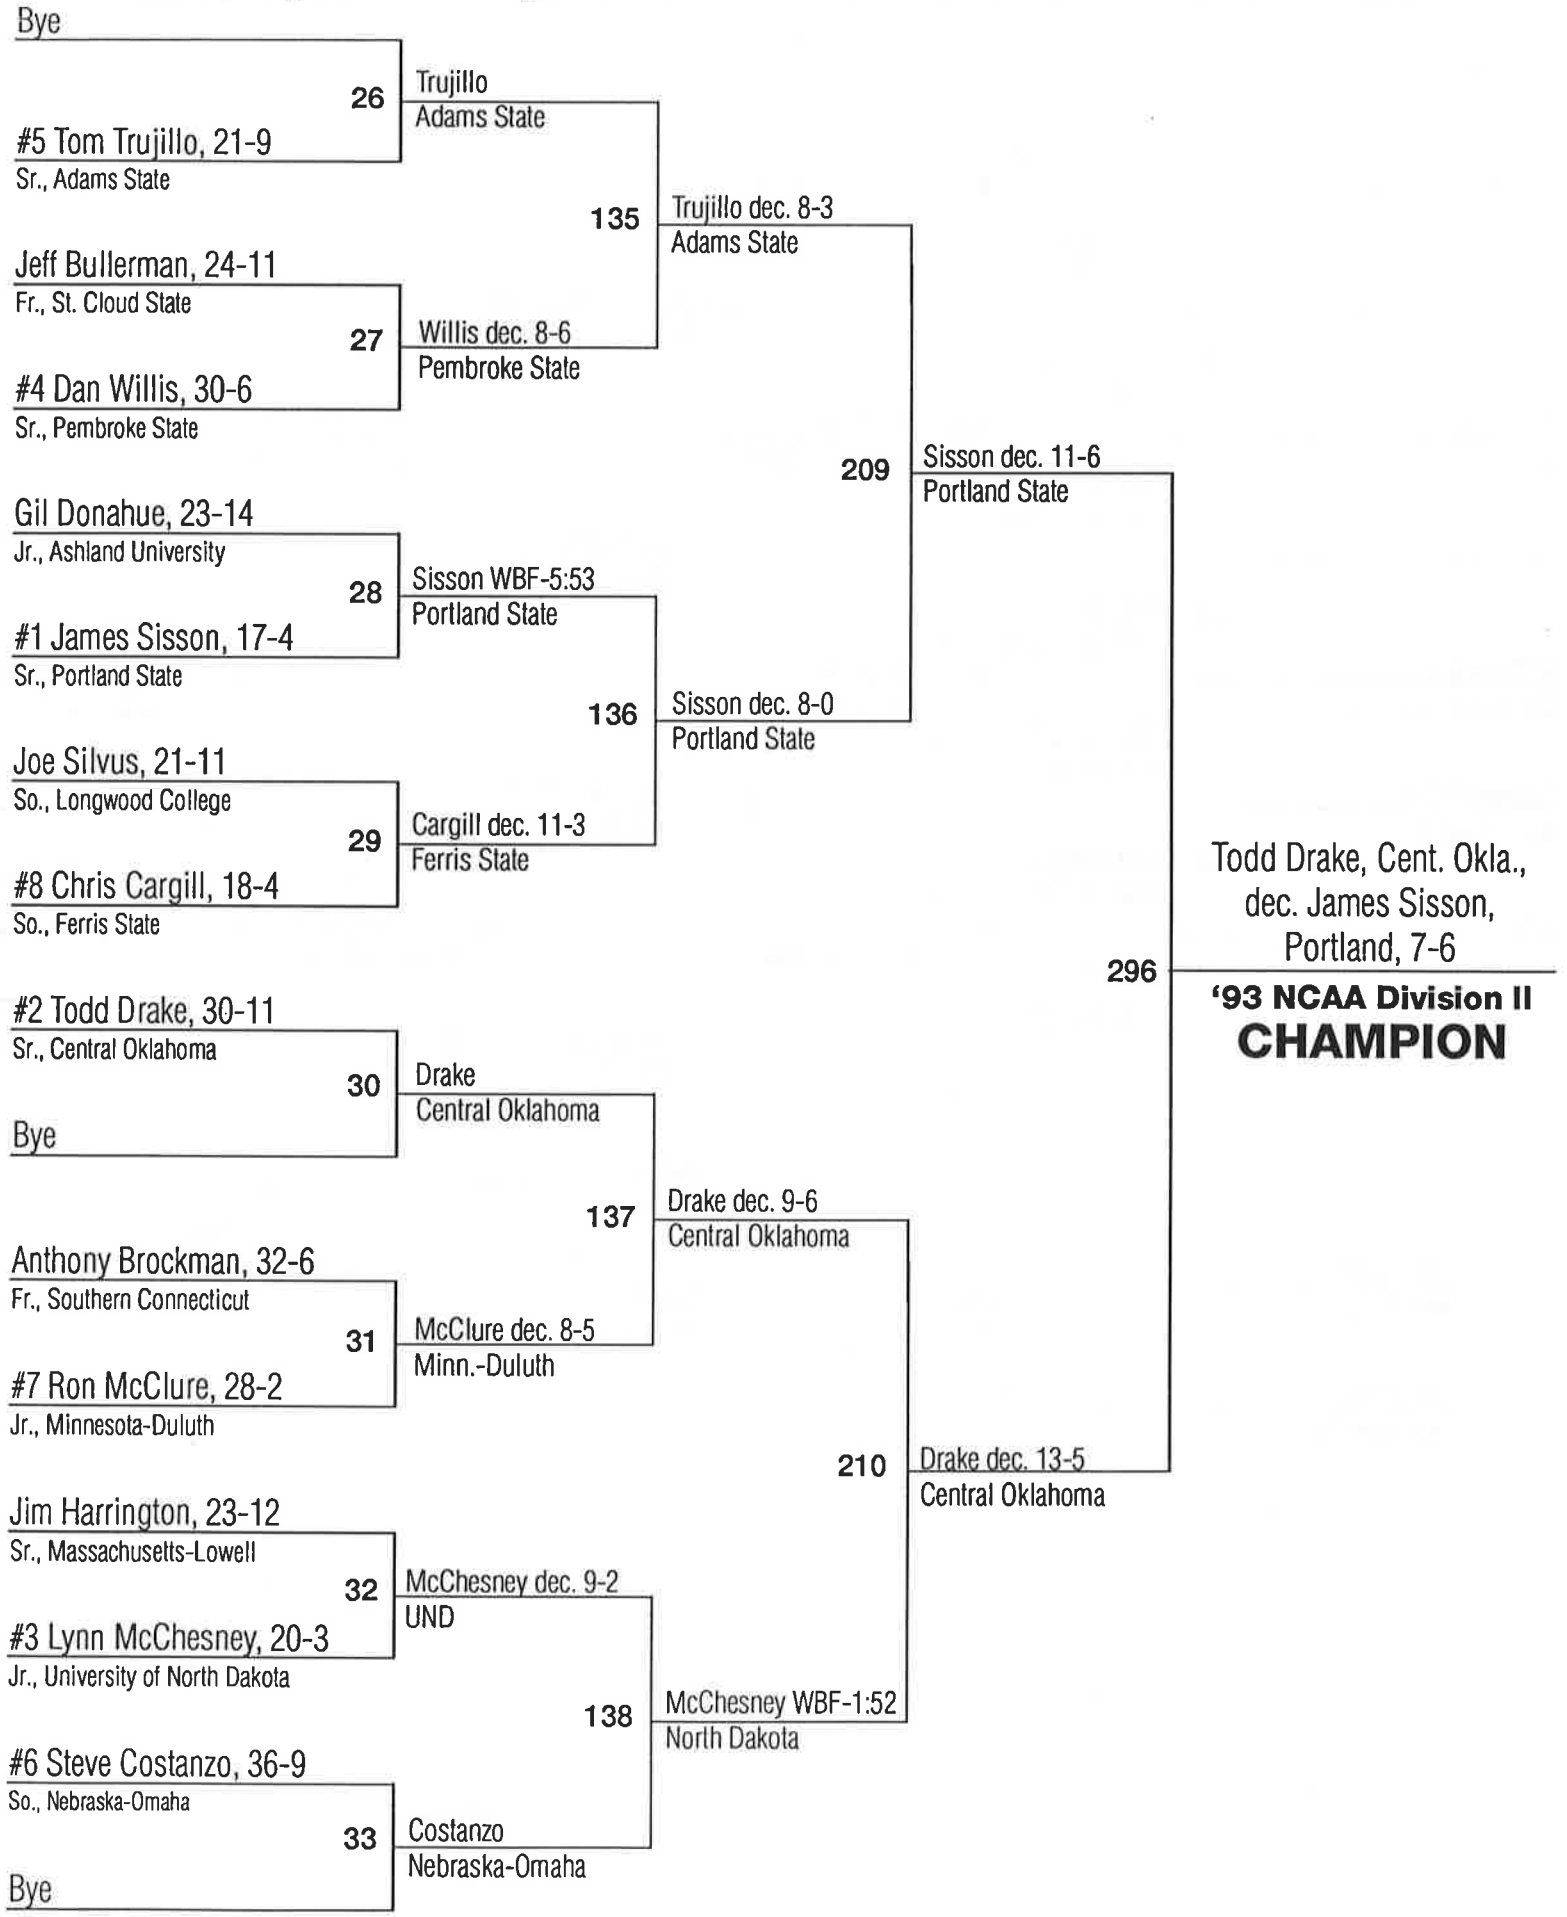 Bye
26
#5 Tom Trujillo, 21-9
Sr., Adams State
Trujillo
Adams State
135
Jeff Bullerman, 24-11
Fr., St. Cloud State
27
#4 Dan Willis, 30-6
Sr., Pembroke State
Willis dec. 8-6
Pembroke State
Trujillo dec. 8-3
Adams State
209
Gil Donahue, 23-14
Jr., Ashland University
28
#1 James Sisson, 17-4
Sr., Portland State
Sisson WBF-5:53
Portland State
136
Joe Silvus, 21-11
So., Longwood College
29
#8 Chris Cargill, 18-4
So., Ferris State
Cargill dec. 11-3
Ferris State
Sisson dec. 8-0
Portland State
Sisson dec. 11-6
Portland State
296
#2 Todd Drake, 30-11
Sr., Central Oklahoma
30
Bye
Drake
Central Oklahoma
137
Anthony Brockman, 32-6
Fr., Southern Connecticut
31
#7 Ron McClure, 28-2
Jr., Minnesota-Duluth
McClure dec. 8-5
Minn.-Duluth
Drake dec. 9-6
Central Oklahoma
210
Jim Harrington, 23-12
Sr., Massachusetts-Lowell
32
#3 Lynn McChesney, 20-3
Jr., University of North Dakota
McChesney dec. 9-2
UND
138
#6 Steve Costanzo, 36-9
So., Nebraska-Omaha
33
Bye
Costanzo
Nebraska-Omaha
McChesney WBF-1:52
North Dakota
Drake dec. 13-5
Central Oklahoma
Todd Drake, Cent. Okla.,
dec. James Sisson,
Portland, 7-6
‘93 NCAA Division II
CHAMPION